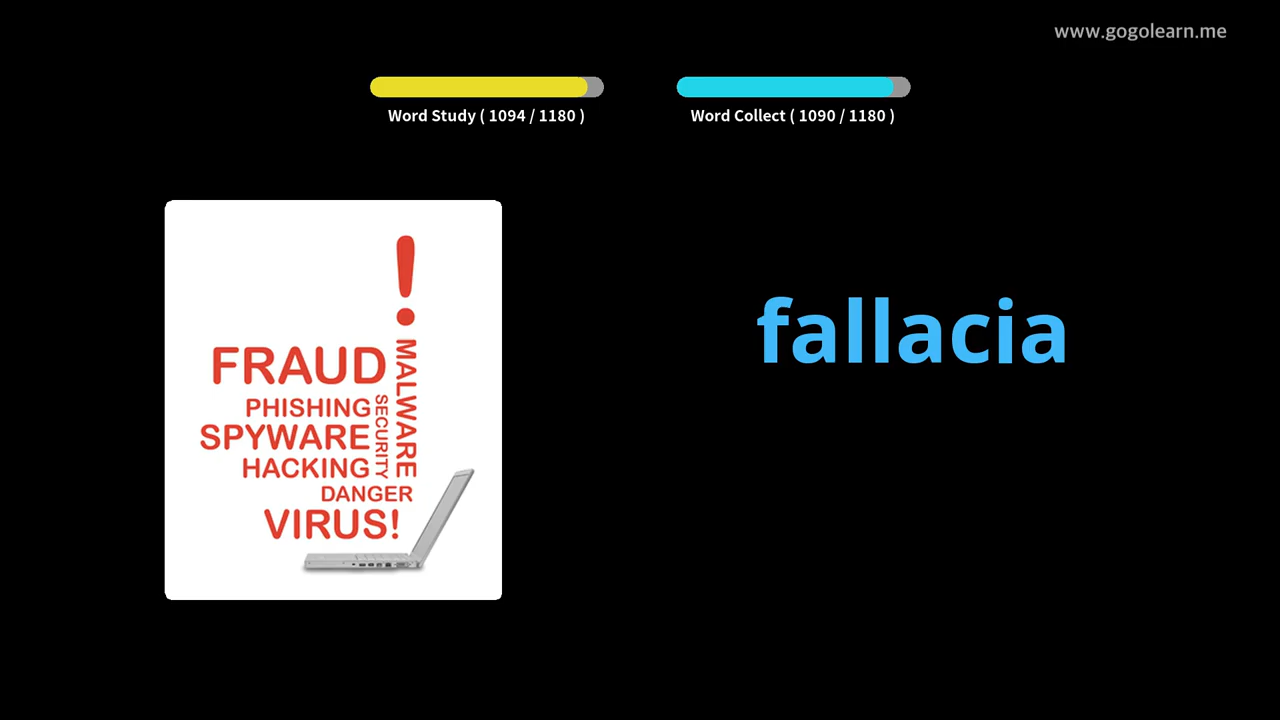 www.gogolearn.me
Word Study ( 1094 / 1180 )
Word Collect ( 1090 / 1180 )
!
FRAUD
MALWARE
PHISHING
SECURITY
SPYWARE
HACKING
DANGER
VIRUS!
fallacia